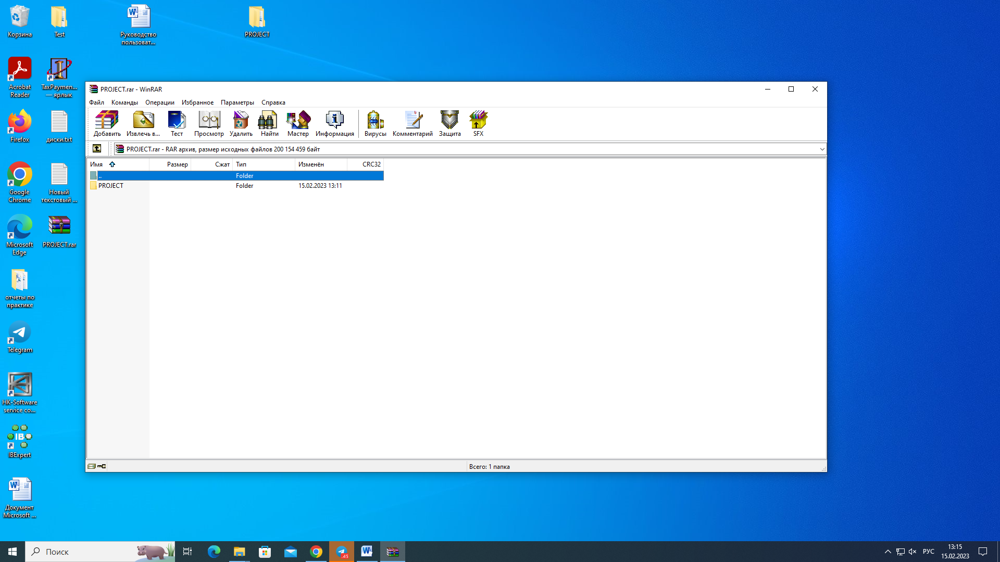 Корзина
Test
Руководство
пользоват...
PROJECT
Acrobat
Reader
TaxPaymen...
— ярлык
Firefox
диски.txt
Google
Chrome
Новый
текстовый ...
Microsoft
Edge
PROJECT.rar
отчеты по
практике
Telegram
HK-Software
service co...
IBExpert
Документ
Microsoft ...
PROJECT.rar - WinRAR
Файл Команды Операции Избранное Параметры Справка
Добавить Извлечь в... Тест Просмотр Удалить Найти Мастер Информация Вирусы Комментарий Защита SFX
PROJECT.rar - RAR архив, размер исходных файлов 200 154 459 байт
Имя Размер Сжат Тип Изменён CRC32
.. Folder
PROJECT Folder 15.02.2023 13:11
Всего: 1 папка
Поиск
.45
РУС
13:15
15.02.2023